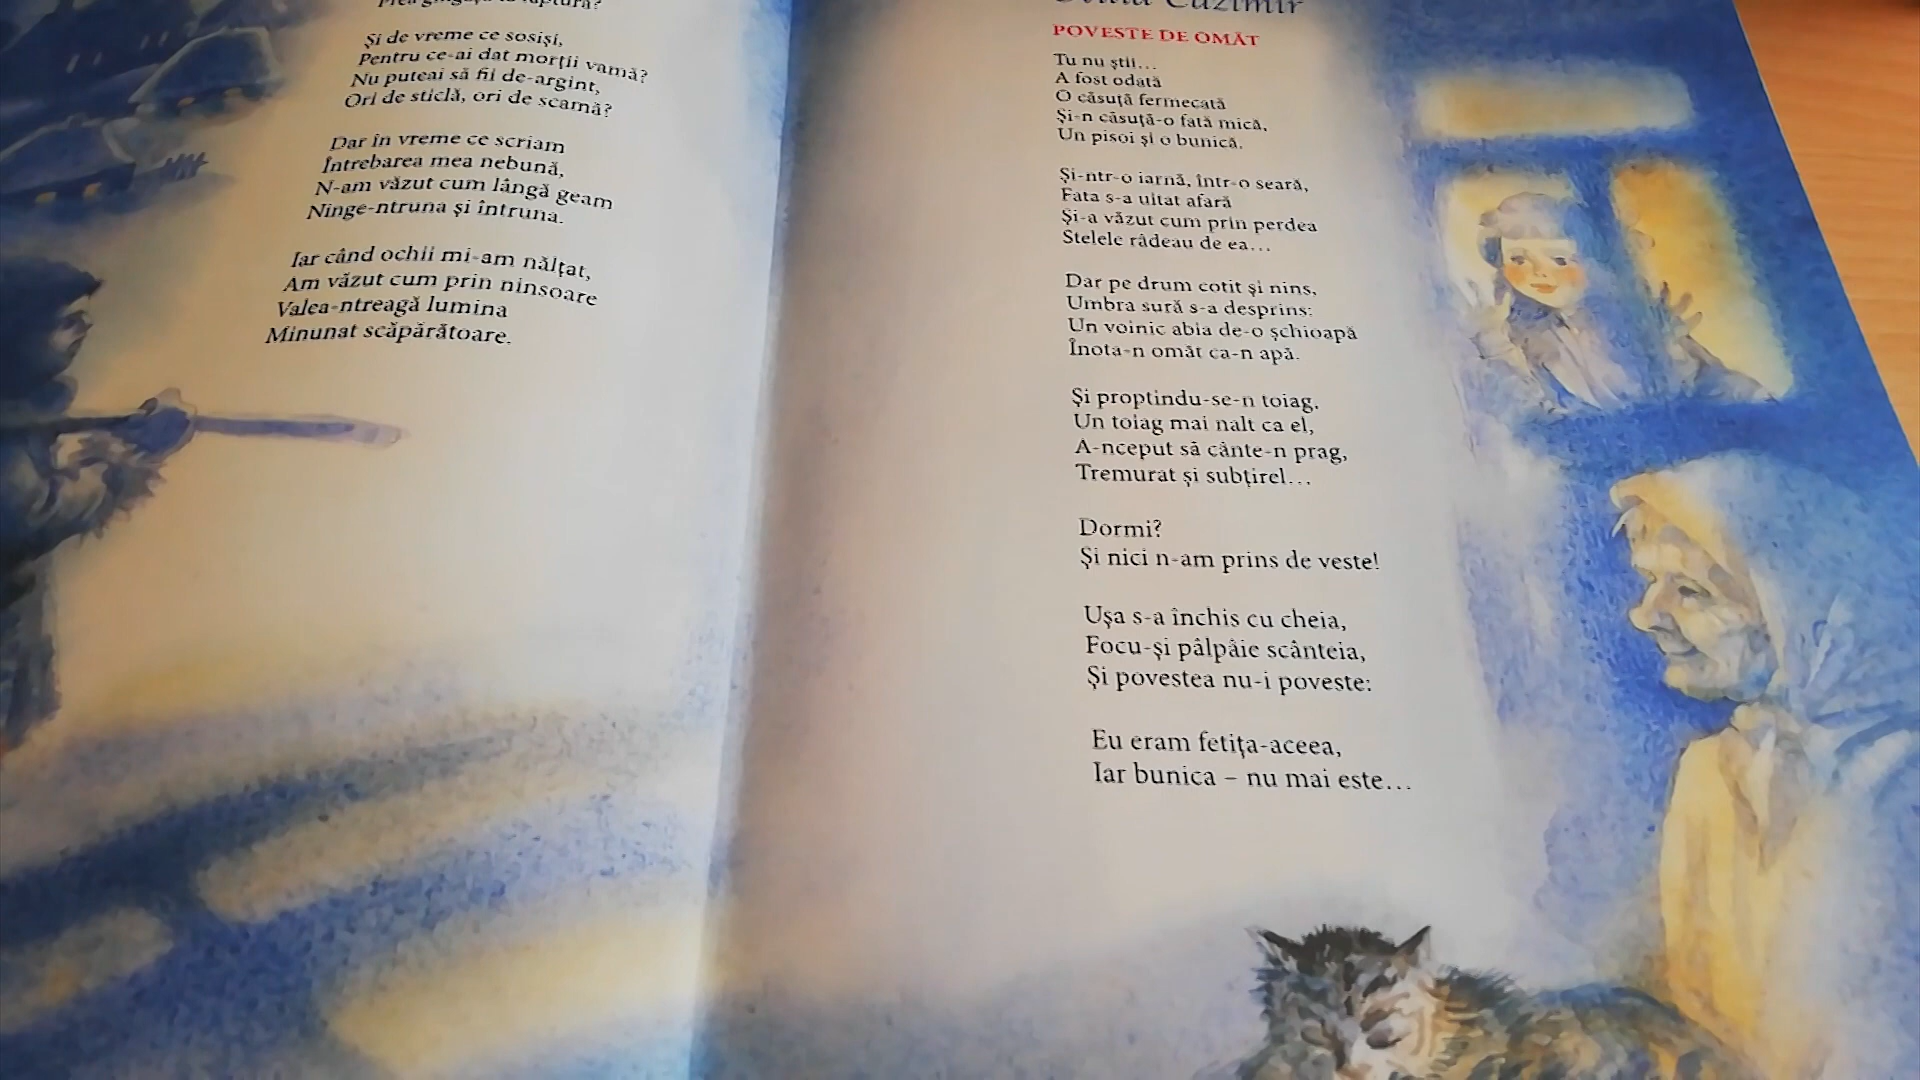 Și de vreme ce sosiși,
Pentru ce-ai dat morții vamă?
Nu puteai să fii de-argint,
Ori de sticlă, ori de scamă?
Dar în vreme ce scriam
Întrebarea mea nebună,
N-am văzut cum lângă geam
Ninge-ntruna și întruna.
Iar când ochii mi-am nălțat,
Am văzut cum prin ninsoare
Valea-ntreagă lumina
Minunat scăpărătoare.
Cazimir
POVESTE DE OMĂT
Tu nu știi...
A fost odată
O căsuță fermecată
Și-n căsuță-o fată mică,
Un pisoi și o bunică.
Și-ntr-o iarnă, într-o seară,
Fata s-a uitat afară
Și-a văzut cum prin perdea
Stelele râdeau de ea...
Dar pe drum cotit și nins,
Umbra sură s-a desprins:
Un voinic abia de-o șchioapă
Înota-n omăt ca-n apă.
Și proptindu-se-n toiag,
Un toiag mai nalt ca el,
A-nceput să cânte-n prag,
Tremurat și subțirel...
Dormi?
Și nici n-am prins de veste!
Ușa s-a închis cu cheia,
Focu-și pâlpâie scânteia,
Și povestea nu-i poveste:
Eu eram fetița-aceea,
Iar bunica – nu mai este...